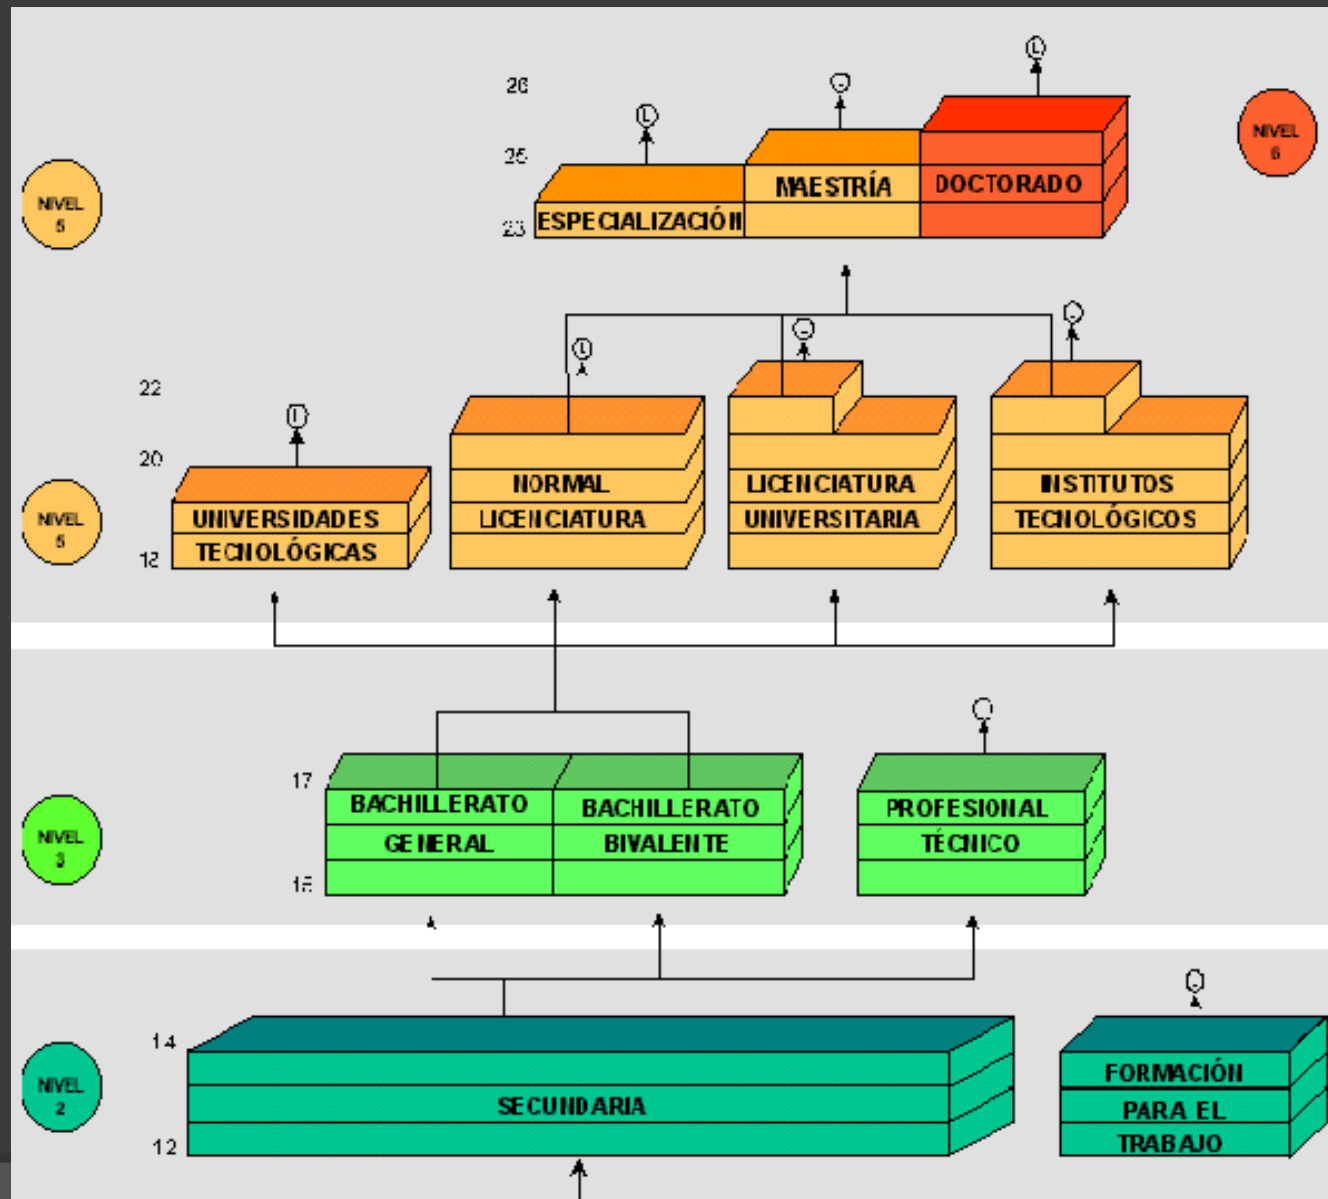 26
25
23
NIVEL
6
NIVEL
5
L
L
MAESTRÍA
DOCTORADO
ESPECIALIZACIÓN
22
20
18
L
L
NIVEL
5
NORMAL
LICENCIATURA
LICENCIATURA
UNIVERSITARIA
INSTITUTOS
TECNOLÓGICOS
UNIVERSIDADES
TECNOLÓGICAS
17
15
NIVEL
3
BACHILLERATO
GENERAL
BACHILLERATO
BIVALENTE
PROFESIONAL
TÉCNICO
14
12
NIVEL
2
SECUNDARIA
FORMACIÓN
PARA EL
TRABAJO